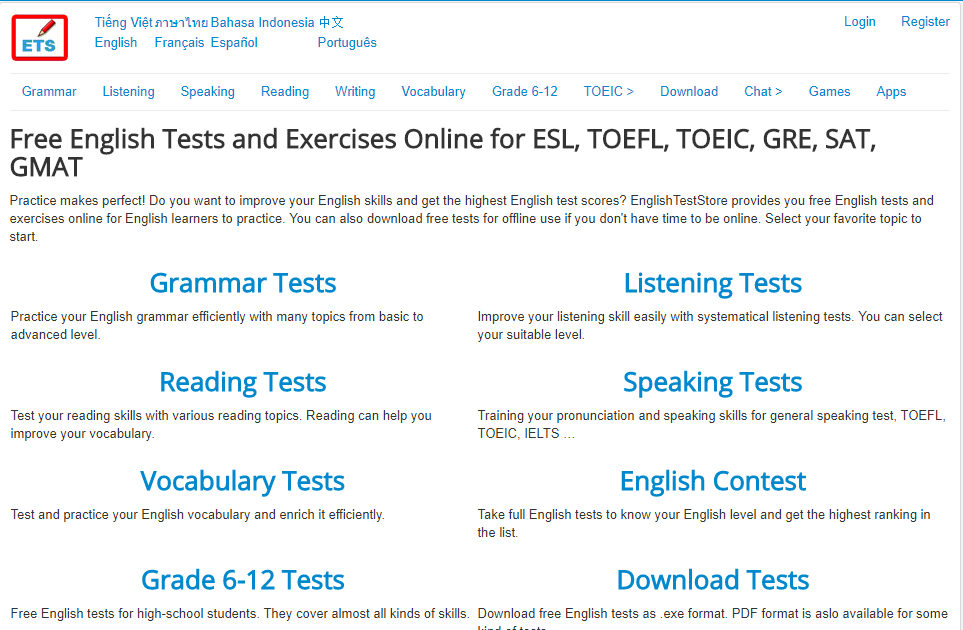 ETS
Tiếng Việt ภาษาไทย Bahasa Indonesia 中文
English Français Español Português
Login Register
Grammar Listening Speaking Reading Writing Vocabulary Grade 6-12 TOEIC > Download Chat > Games Apps
Free English Tests and Exercises Online for ESL, TOEFL, TOEIC, GRE, SAT,
GMAT
Practice makes perfect! Do you want to improve your English skills and get the highest English test scores? EnglishTestStore provides you free English tests and
exercises online for English learners to practice. You can also download free tests for offline use if you don't have time to be online. Select your favorite topic to
start.
Grammar Tests
Practice your English grammar efficiently with many topics from basic to
advanced level.
Listening Tests
Improve your listening skill easily with systematical listening tests. You can select
your suitable level.
Reading Tests
Test your reading skills with various reading topics. Reading can help you
improve your vocabulary.
Speaking Tests
Training your pronunciation and speaking skills for general speaking test, TOEFL,
TOEIC, IELTS ...
Vocabulary Tests
Test and practice your English vocabulary and enrich it efficiently.
English Contest
Take full English tests to know your English level and get the highest ranking in
the list.
Grade 6-12 Tests
Free English tests for high-school students. They cover almost all kinds of skills.
Download Tests
Download free English tests as .exe format. PDF format is aslo available for some
kind of tests